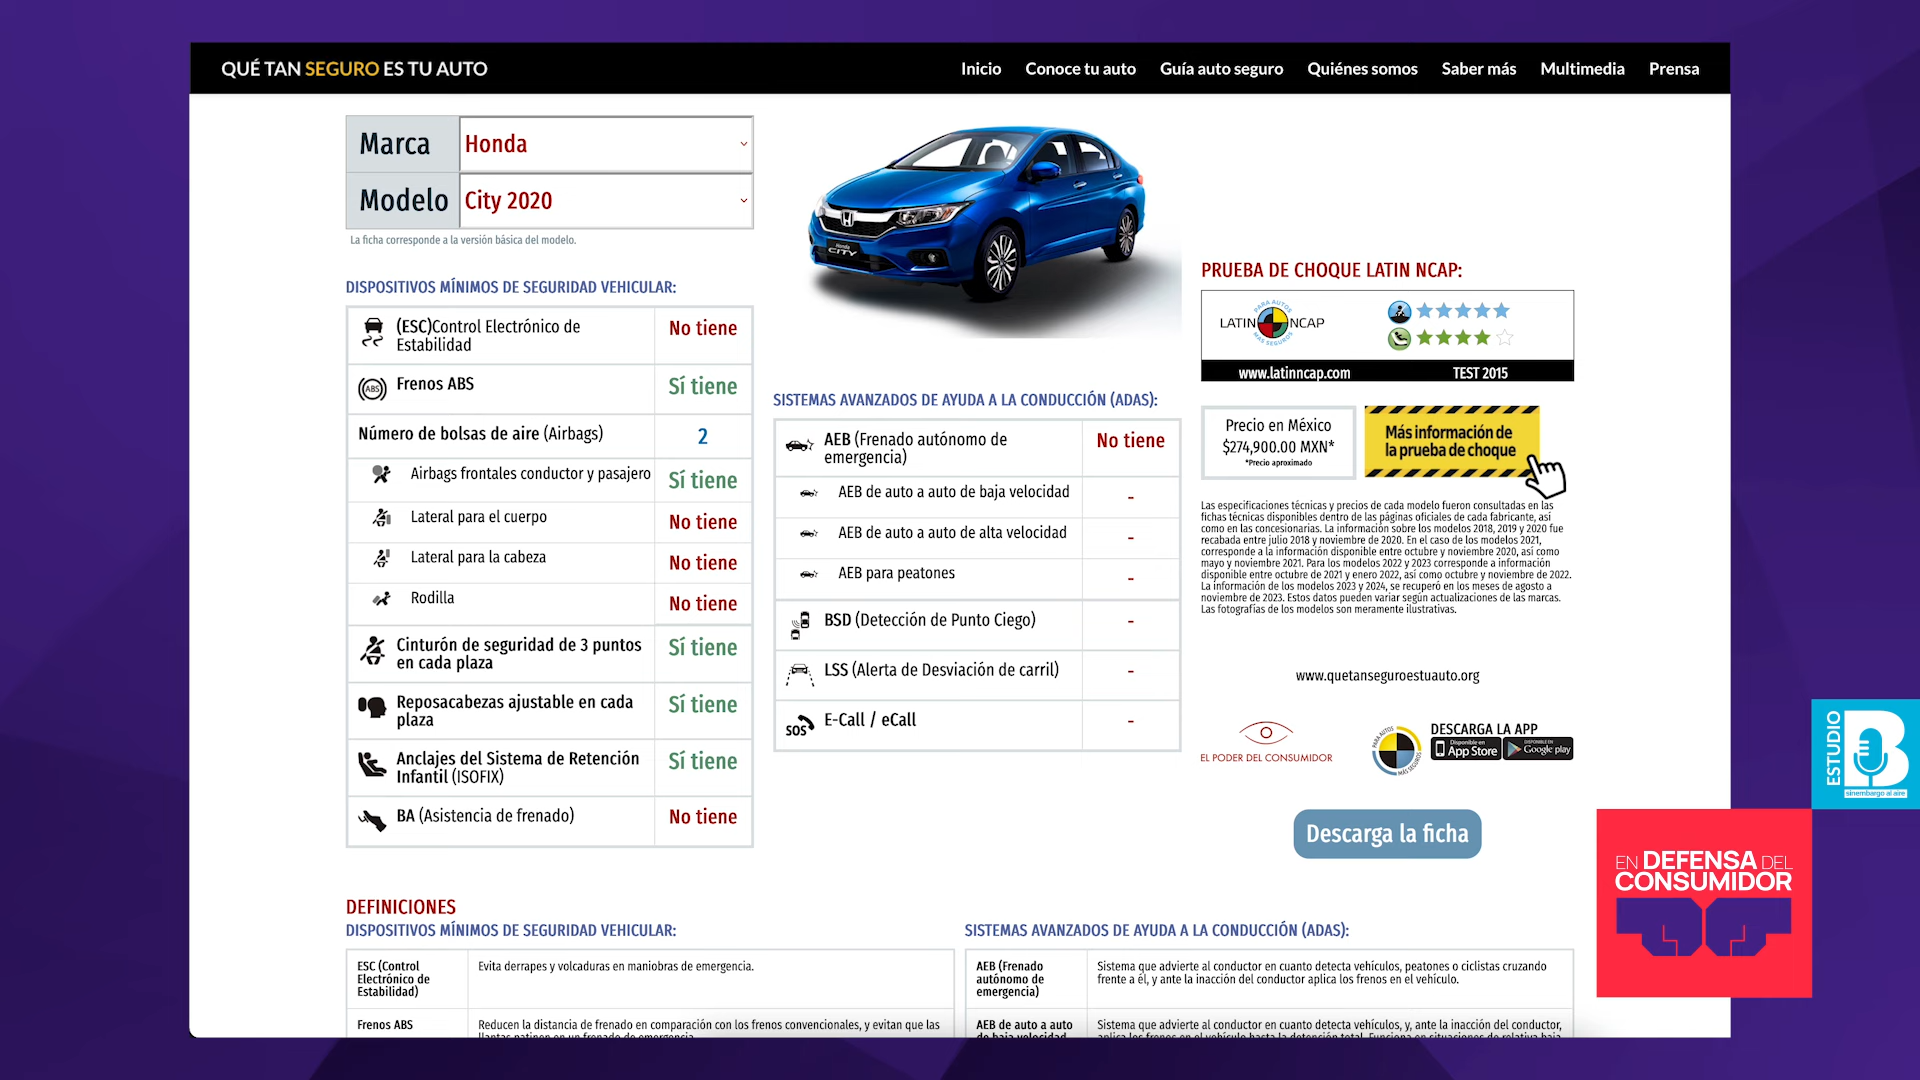 QUÉ TAN SEGURO ES TU AUTO
Inicio
Conoce tu auto
Guía auto seguro
Quiénes somos
Saber más
Multimedia
Prensa
Marca
Honda
Modelo
City 2020
La ficha corresponde a la versión básica del modelo.
DISPOSITIVOS MÍNIMOS DE SEGURIDAD VEHICULAR:
(ESC)Control Electrónico de
Estabilidad
No tiene
Frenos ABS
Sí tiene
Número de bolsas de aire (Airbags)
2
Airbags frontales conductor y pasajero
Sí tiene
Lateral para el cuerpo
No tiene
Lateral para la cabeza
No tiene
Rodilla
No tiene
Cinturón de seguridad de 3 puntos
en cada plaza
Sí tiene
Reposacabezas ajustable en cada
plaza
Sí tiene
Anclajes del Sistema de Retención
Infantil (ISOFIX)
Sí tiene
BA (Asistencia de frenado)
No tiene
Honda
CITY
SISTEMAS AVANZADOS DE AYUDA A LA CONDUCCIÓN (ADAS):
AEB (Frenado autónomo de
emergencia)
No tiene
AEB de auto a auto de baja velocidad
-
AEB de auto a auto de alta velocidad
-
AEB para peatones
-
BSD (Detección de Punto Ciego)
-
LSS (Alerta de Desviación de carril)
-
SOS
E-Call / eCall
-
PRUEBA DE CHOQUE LATIN NCAP:
PARA AUTOS
LATIN NCAP
MÁS SEGUROS
www.latinncap.com
TEST 2015
Precio en México
$274,900.00 MXN*
*Precio aproximado
Más información de
la prueba de choque
Las especificaciones técnicas y precios de cada modelo fueron consultadas en las
fichas técnicas disponibles dentro de las páginas oficiales de cada fabricante, así
como en las concesionarias. La información sobre los modelos 2018, 2019 y 2020 fue
recabada entre julio 2018 y noviembre de 2020. En el caso de los modelos 2021,
corresponde a la información disponible entre octubre y noviembre 2020, así como
mayo y noviembre 2021. Para los modelos 2022 y 2023 corresponde a información
disponible entre octubre de 2021 y enero 2022, así como octubre y noviembre de 2022.
La información de los modelos 2023 y 2024, se recuperó en los meses de agosto a
noviembre de 2023. Estos datos pueden variar según actualizaciones de las marcas.
Las fotografías de los modelos son meramente ilustrativas.
www.quetanseguroestuauto.org
EL PODER DEL CONSUMIDOR
PARA AUTOS
MÁS SEGUROS
DESCARGA LA APP
Disponible en
App Store
DISPONIBLE EN
Google play
Descarga la ficha
DEFINICIONES
DISPOSITIVOS MÍNIMOS DE SEGURIDAD VEHICULAR:
ESC (Control
Electrónico de
Estabilidad)
Evita derrapes y volcaduras en maniobras de emergencia.
Frenos ABS
Reducen la distancia de frenado en comparación con los frenos convencionales, y evitan que las
llantas patinen en un frenado de emergencia.
SISTEMAS AVANZADOS DE AYUDA A LA CONDUCCIÓN (ADAS):
AEB (Frenado
autónomo de
emergencia)
Sistema que advierte al conductor en cuanto detecta vehículos, peatones o ciclistas cruzando
frente a él, y ante la inacción del conductor aplica los frenos en el vehículo.
AEB de auto a auto
de baja velocidad
Sistema que advierte al conductor en cuanto detecta vehículos, y, ante la inacción del conductor,
aplica los frenos en el vehículo hasta la detención total. Funciona en situaciones de relativa baja
ESTUDIO
B
sinembargo al aire
EN DEFENSA DEL
CONSUMIDOR